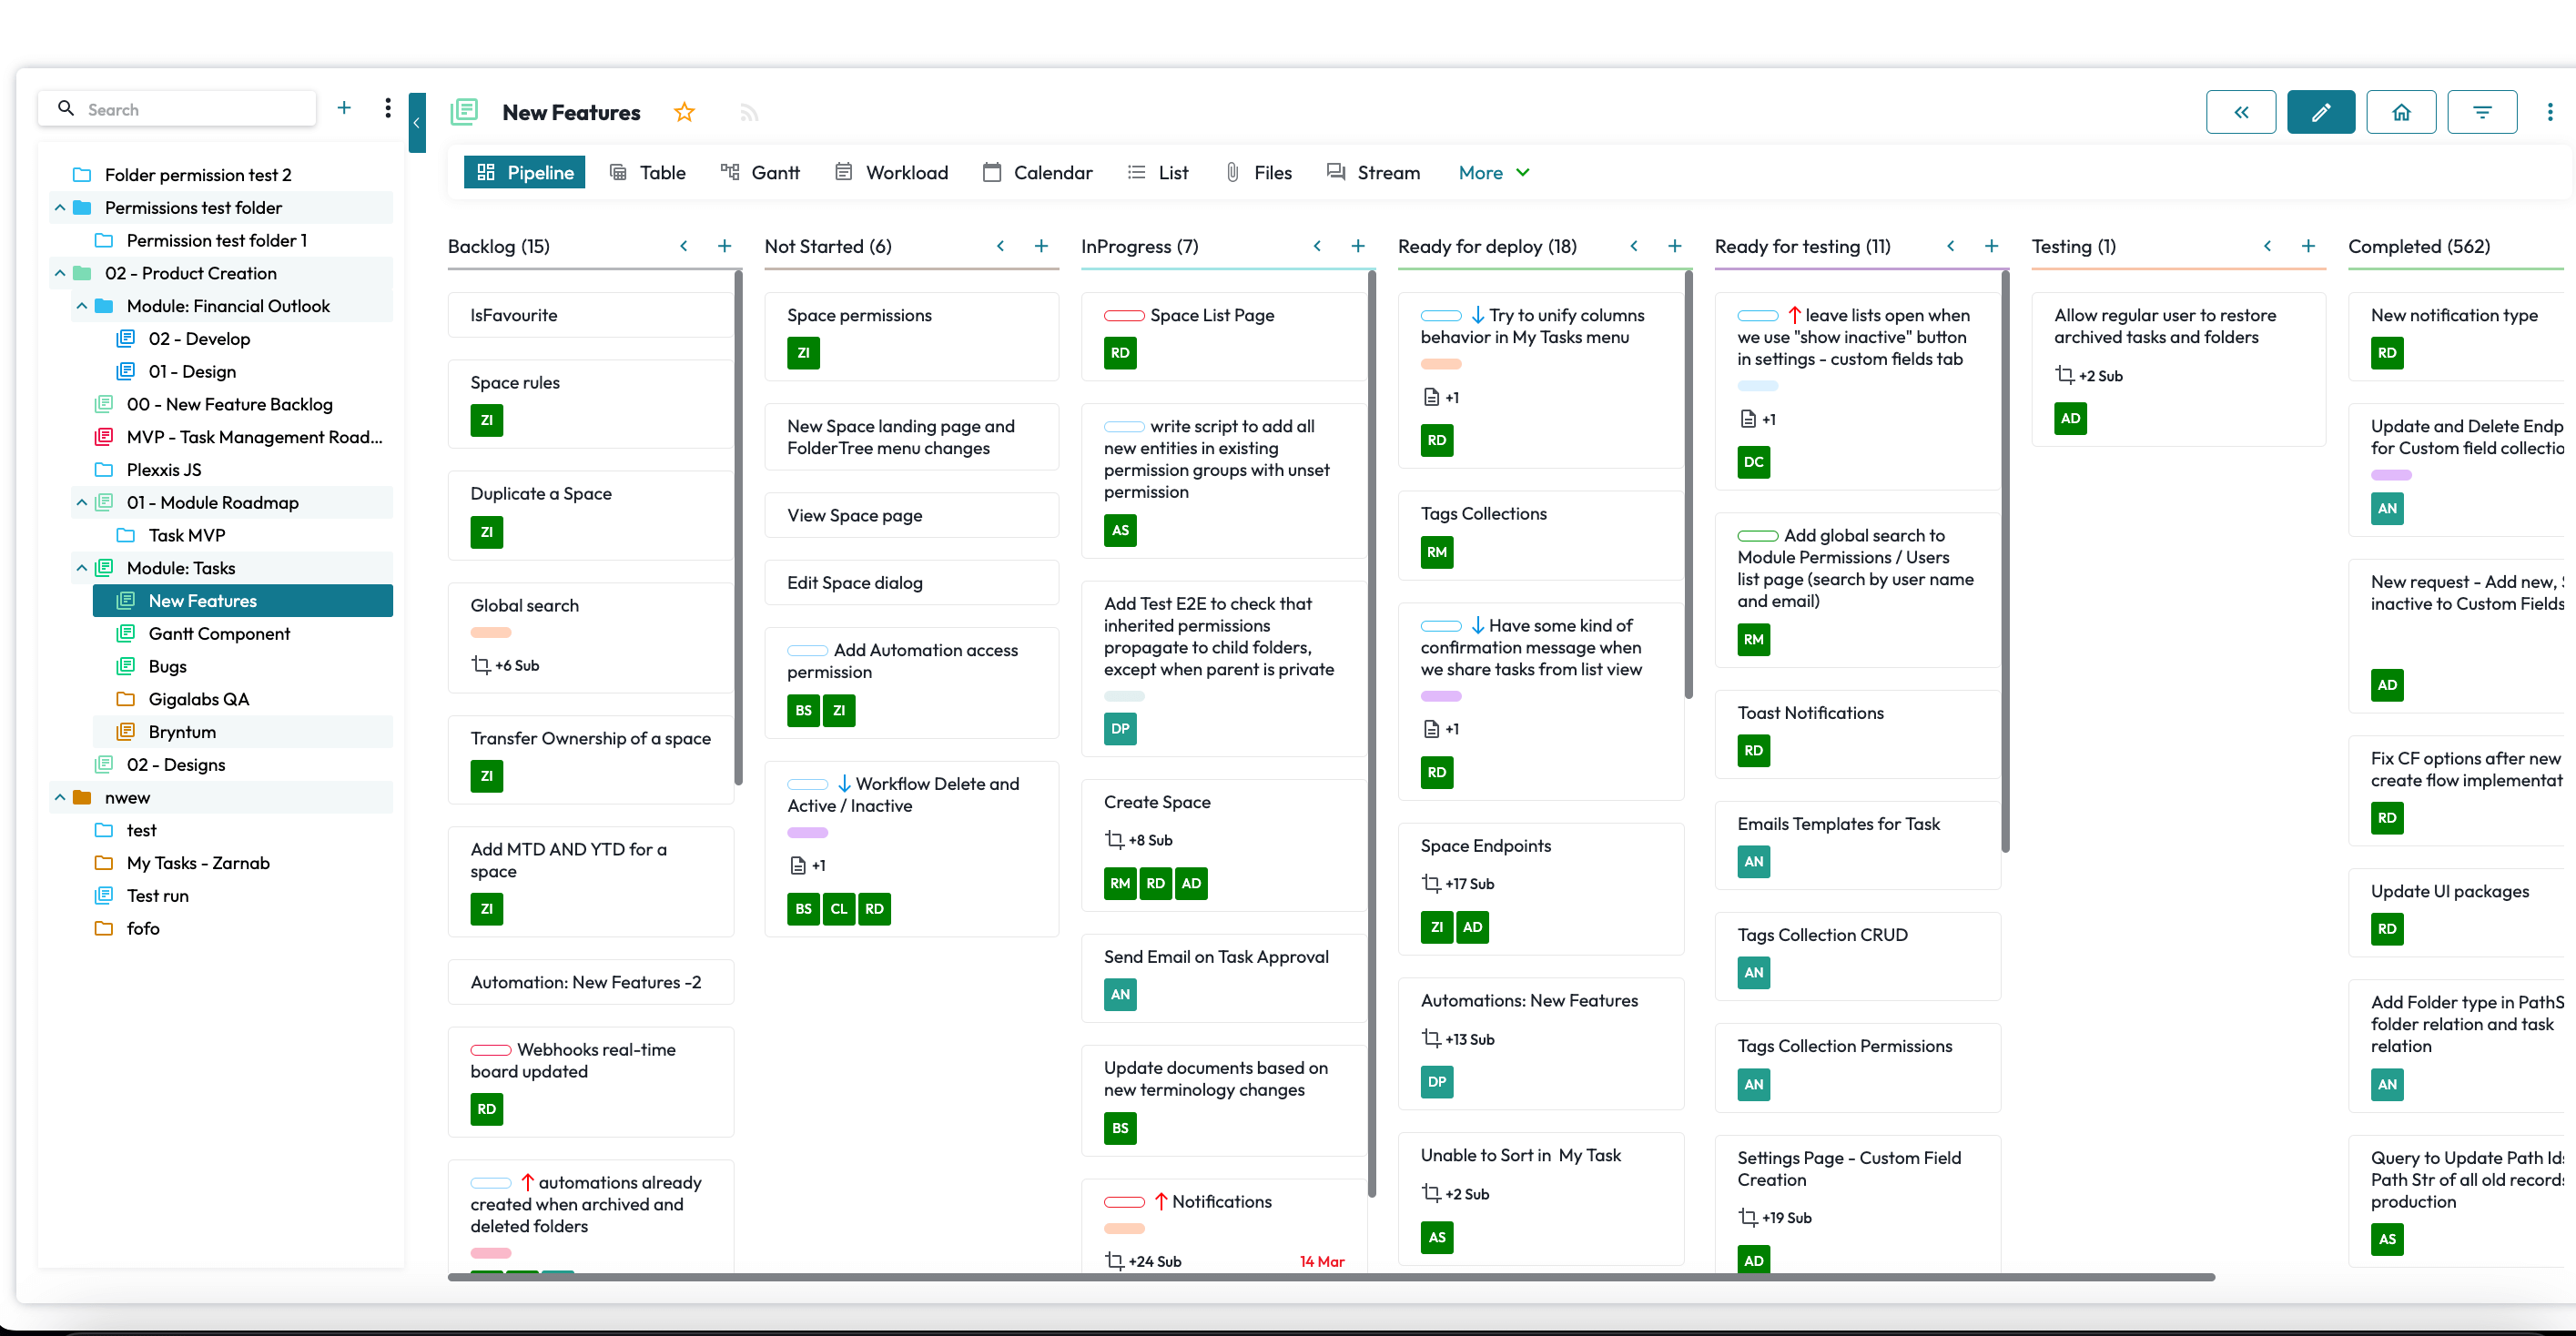 Search
Folder permission test 2
Permissions test folder
Permission test folder 1
02 - Product Creation
Module: Financial Outlook
02 - Develop
01 - Design
00 - New Feature Backlog
MVP - Task Management Road...
Plexxis JS
01 - Module Roadmap
Task MVP
Module: Tasks
New Features
Gantt Component
Bugs
Gigalabs QA
Bryntum
02 - Designs
nwew
test
My Tasks - Zarnab
Test run
fofo
New Features
Pipeline
Table
Gantt
Workload
Calendar
List
Files
Stream
More
Backlog (15)
IsFavourite
Space rules
ZI
Duplicate a Space
ZI
Global search
+6 Sub
Transfer Ownership of a space
ZI
Add MTD AND YTD for a
space
ZI
Automation: New Features -2
Webhooks real-time
board updated
RD
automations already
created when archived and
deleted folders
Not Started (6)
Space permissions
ZI
New Space landing page and
FolderTree menu changes
View Space page
Edit Space dialog
Add Automation access
permission
BS ZI
Workflow Delete and
Active / Inactive
+1
BS CL RD
InProgress (7)
Space List Page
RD
write script to add all
new entities in existing
permission groups with unset
permission
AS
Add Test E2E to check that
inherited permissions
propagate to child folders,
except when parent is private
DP
Create Space
+8 Sub
RM RD AD
Send Email on Task Approval
AN
Update documents based on
new terminology changes
BS
Notifications
+24 Sub 14 Mar
Ready for deploy (18)
Try to unify columns
behavior in My Tasks menu
+1
RD
Tags Collections
RM
Have some kind of
confirmation message when
we share tasks from list view
+1
RD
Space Endpoints
+17 Sub
ZI AD
Automations: New Features
+13 Sub
DP
Unable to Sort in My Task
+2 Sub
AS
Ready for testing (11)
leave lists open when
we use "show inactive" button
in settings - custom fields tab
+1
DC
Add global search to
Module Permissions / Users
list page (search by user name
and email)
RM
Toast Notifications
RD
Emails Templates for Task
AN
Tags Collection CRUD
AN
Tags Collection Permissions
AN
Settings Page - Custom Field
Creation
+19 Sub
AD
Testing (1)
Allow regular user to restore
archived tasks and folders
+2 Sub
AD
Completed (562)
New notification type
RD
Update and Delete Endp
for Custom field collectio
AN
New request - Add new,
inactive to Custom Fields
AD
Fix CF options after new
create flow implementat
RD
Update UI packages
RD
Add Folder type in PathS
folder relation and task
relation
AN
Query to Update Path Ids
Path Str of all old records
production
AS